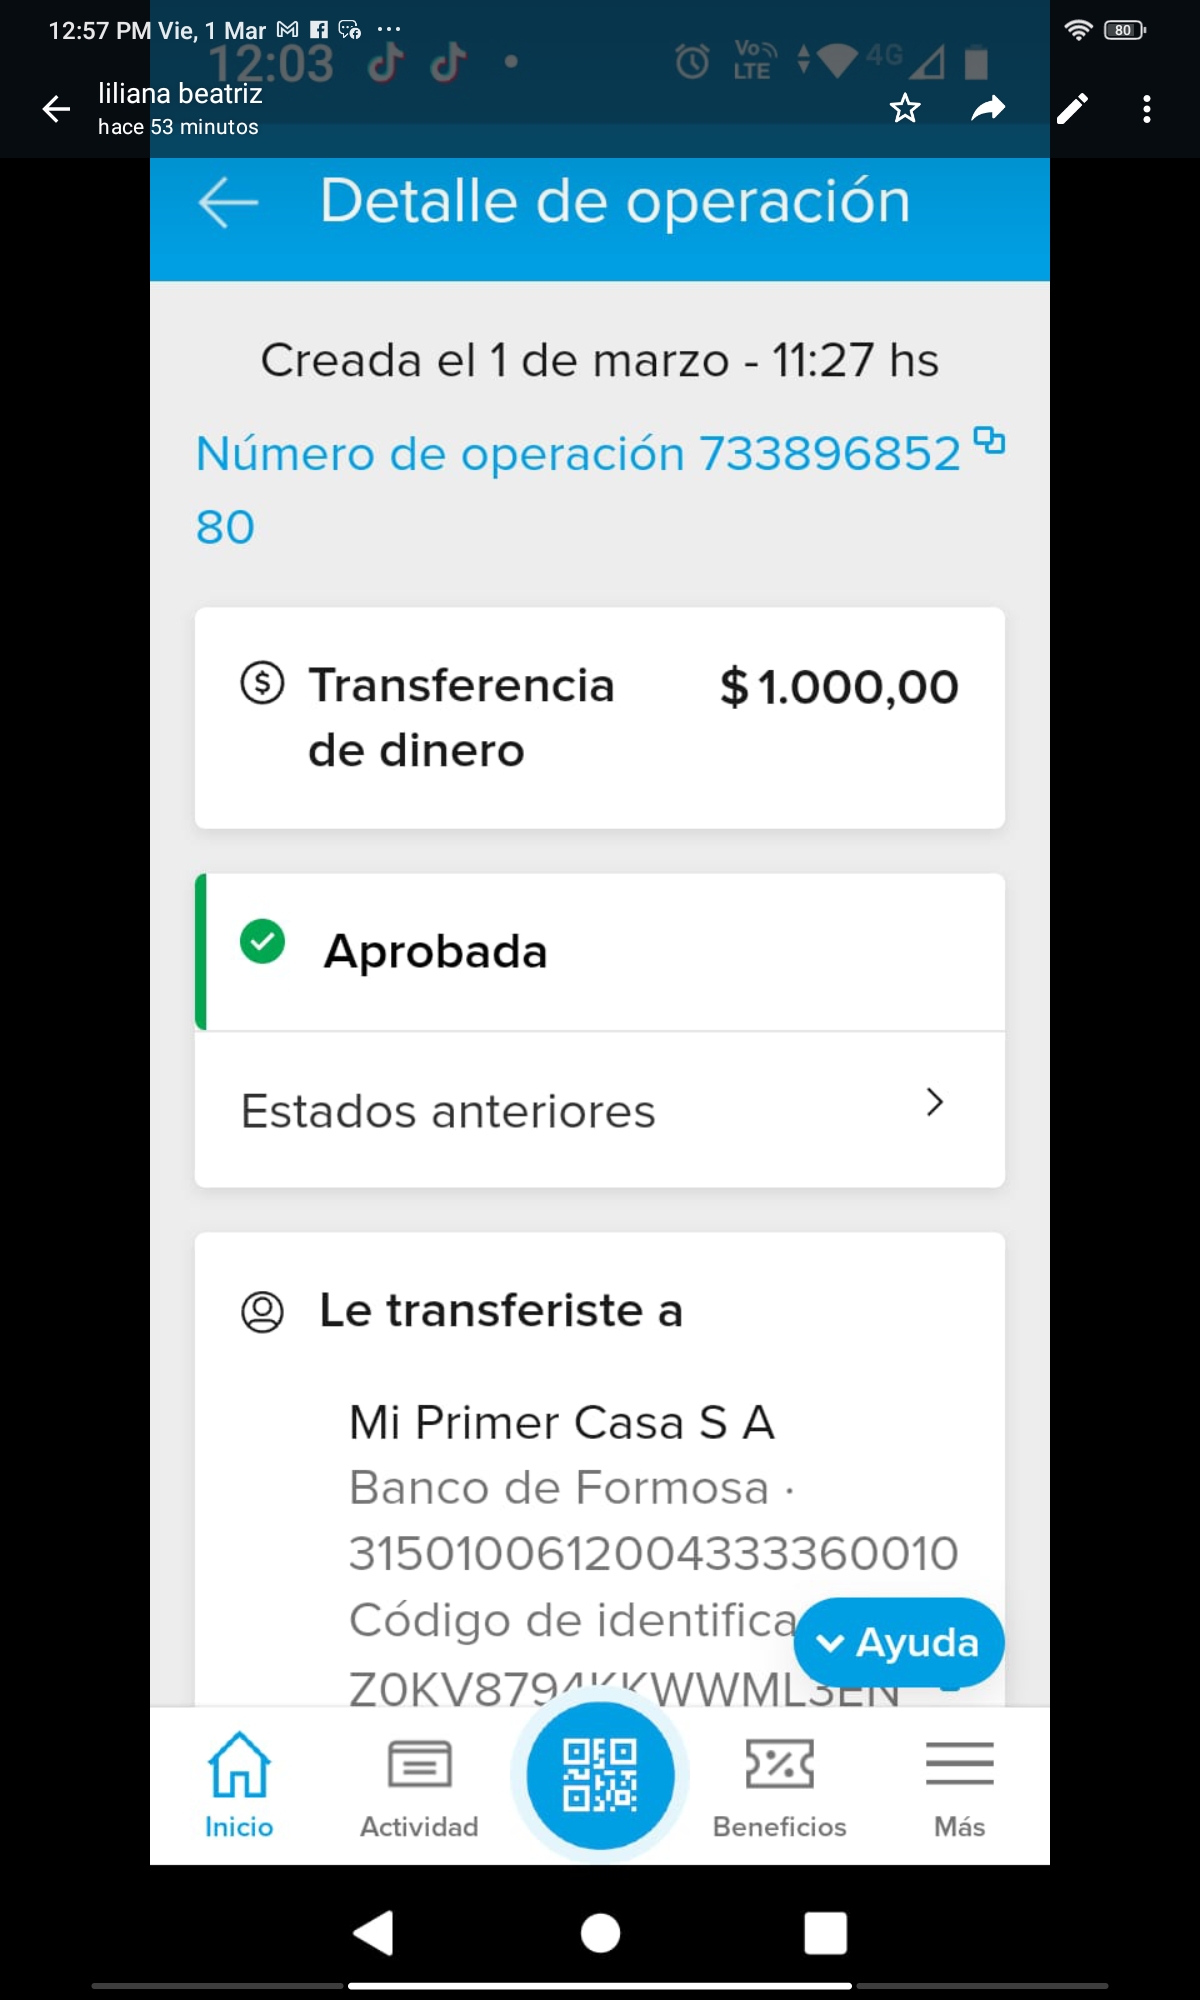 12:57 PM Vie, 1 Mar
80
12:03
Vo LTE
4G
liliana beatriz
hace 53 minutos
Detalle de operación
Creada el 1 de marzo - 11:27 hs
Número de operación 733896852
80
Transferencia
de dinero
$ 1.000,00
Aprobada
Estados anteriores
Le transferiste a
Mi Primer Casa S A
Banco de Formosa ·
3150100612004333360010
Código de identifica
Ayuda
Inicio
Actividad
Beneficios
Más